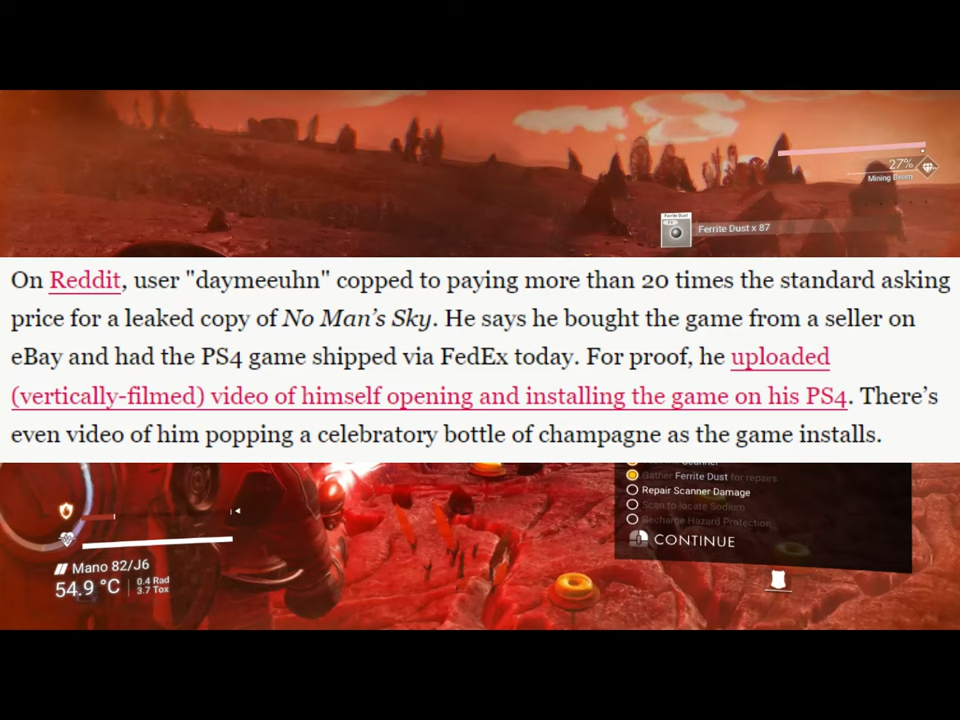 27%
Mining Beam
Ferrite Dust
Ferrite Dust x 87
On Reddit, user "daymeeuhn" copped to paying more than 20 times the standard asking
price for a leaked copy of No Man's Sky. He says he bought the game from a seller on
eBay and had the PS4 game shipped via FedEx today. For proof, he uploaded
(vertically-filmed) video of himself opening and installing the game on his PS4. There's
even video of him popping a celebratory bottle of champagne as the game installs.
Scanner
Gather Ferrite Dust for repairs
Repair Scanner Damage
Scan to locate Sodium
Recharge Hazard Protection
CONTINUE
Mano 82/J6
54.9 °C
0.4 Rad
3.7 Tox